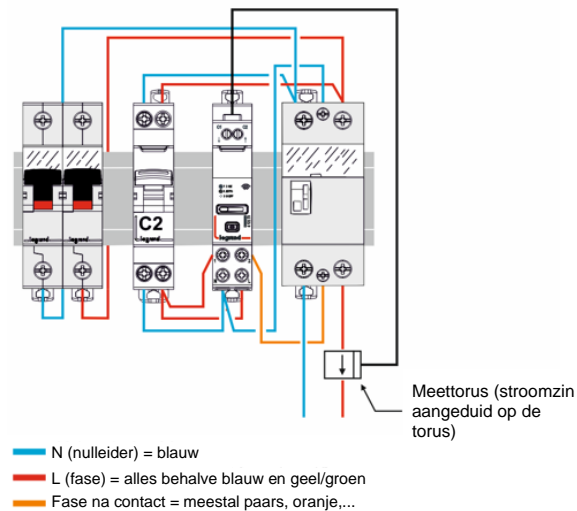 C2
legrand
legrand
legrand
legrand
Meettorus (stroomzin
aangeduid op de
torus)
N (nulleider) = blauw
L (fase) = alles behalve blauw en geel/groen
Fase na contact = meestal paars, oranje,...